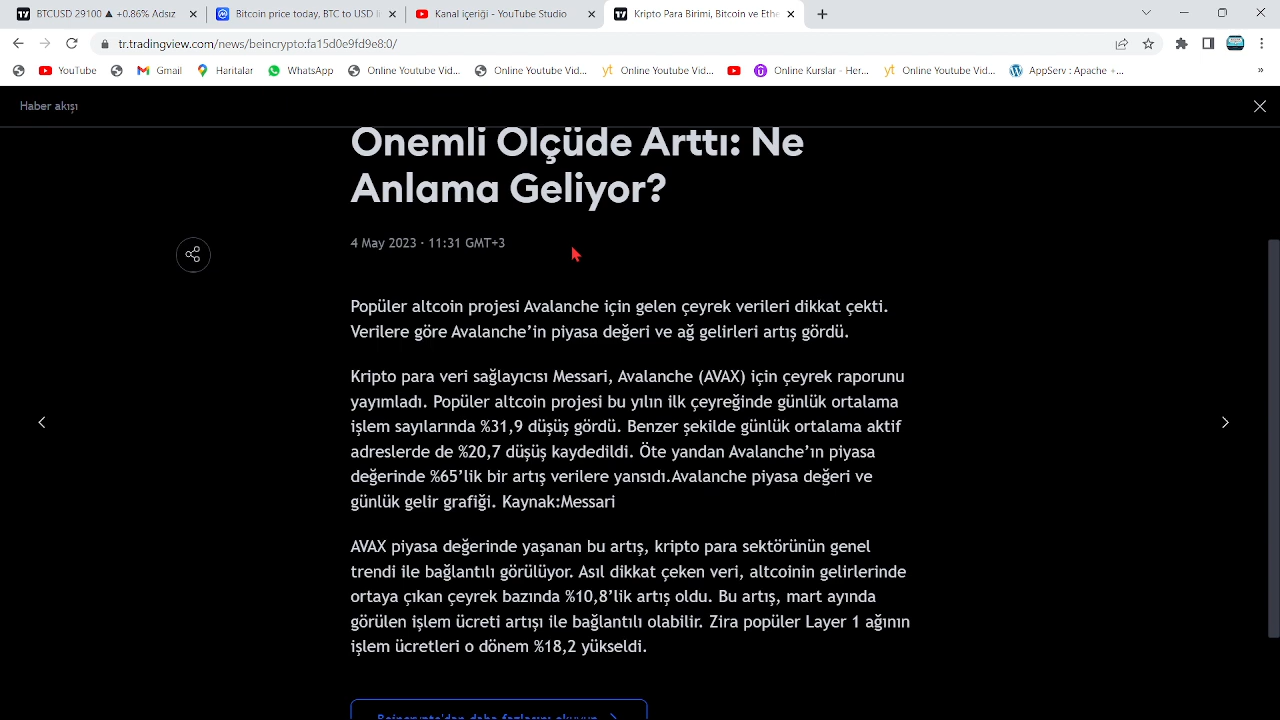 BTCUSD 29100 ▲ +0.86% Adsız
Bitcoin price today, BTC to USD li
Kanal içeriği - YouTube Studio
Kripto Para Birimi, Bitcoin ve Ethe
tr.tradingview.com/news/beincrypto:fa15d0e9fd9e8:0/
YouTube
Gmail
Haritalar
WhatsApp
Online Youtube Vid...
Online Youtube Vid...
Online Youtube Vid...
Online Kurslar - Her...
Online Youtube Vid...
AppServ : Apache +...
»
Haber akışı
Önemli Ölçüde Arttı: Ne
Anlama Geliyor?
4 May 2023 · 11:31 GMT+3
Popüler altcoin projesi Avalanche için gelen çeyrek verileri dikkat çekti.
Verilere göre Avalanche’in piyasa değeri ve ağ gelirleri artış gördü.
Kripto para veri sağlayıcısı Messari, Avalanche (AVAX) için çeyrek raporunu
yayımladı. Popüler altcoin projesi bu yılın ilk çeyreğinde günlük ortalama
işlem sayılarında %31,9 düşüş gördü. Benzer şekilde günlük ortalama aktif
adreslerde de %20,7 düşüş kaydedildi. Öte yandan Avalanche’ın piyasa
değerinde %65’lik bir artış verilere yansıdı.Avalanche piyasa değeri ve
günlük gelir grafiği. Kaynak:Messari
AVAX piyasa değerinde yaşanan bu artış, kripto para sektörünün genel
trendi ile bağlantılı görülüyor. Asıl dikkat çeken veri, altcoinin gelirlerinde
ortaya çıkan çeyrek bazında %10,8’lik artış oldu. Bu artış, mart ayında
görülen işlem ücreti artışı ile bağlantılı olabilir. Zira popüler Layer 1 ağının
işlem ücretleri o dönem %18,2 yükseldi.
Beincrypto'dan daha fazlasını okuyun